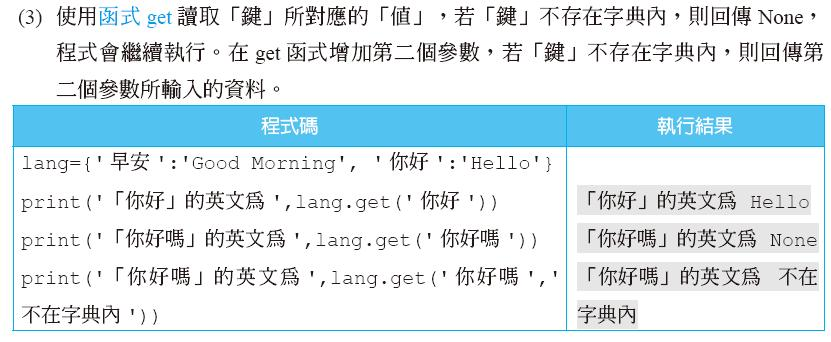 (3) 使用函式 get 讀取「鍵」所對應的「值」，若「鍵」不存在字典內，則回傳 None，
程式會繼續執行。在 get 函式增加第二個參數，若「鍵」不存在字典內，則回傳第
二個參數所輸入的資料。
程式碼 執行結果
lang={'早安':'Good Morning', '你好':'Hello'}
print('「你好」的英文為',lang.get('你好')) 「你好」的英文為 Hello
print('「你好嗎」的英文為',lang.get('你好嗎')) 「你好嗎」的英文為 None
print('「你好嗎」的英文為',lang.get('你好嗎',' 「你好嗎」的英文為 不在
不在字典內')) 字典內